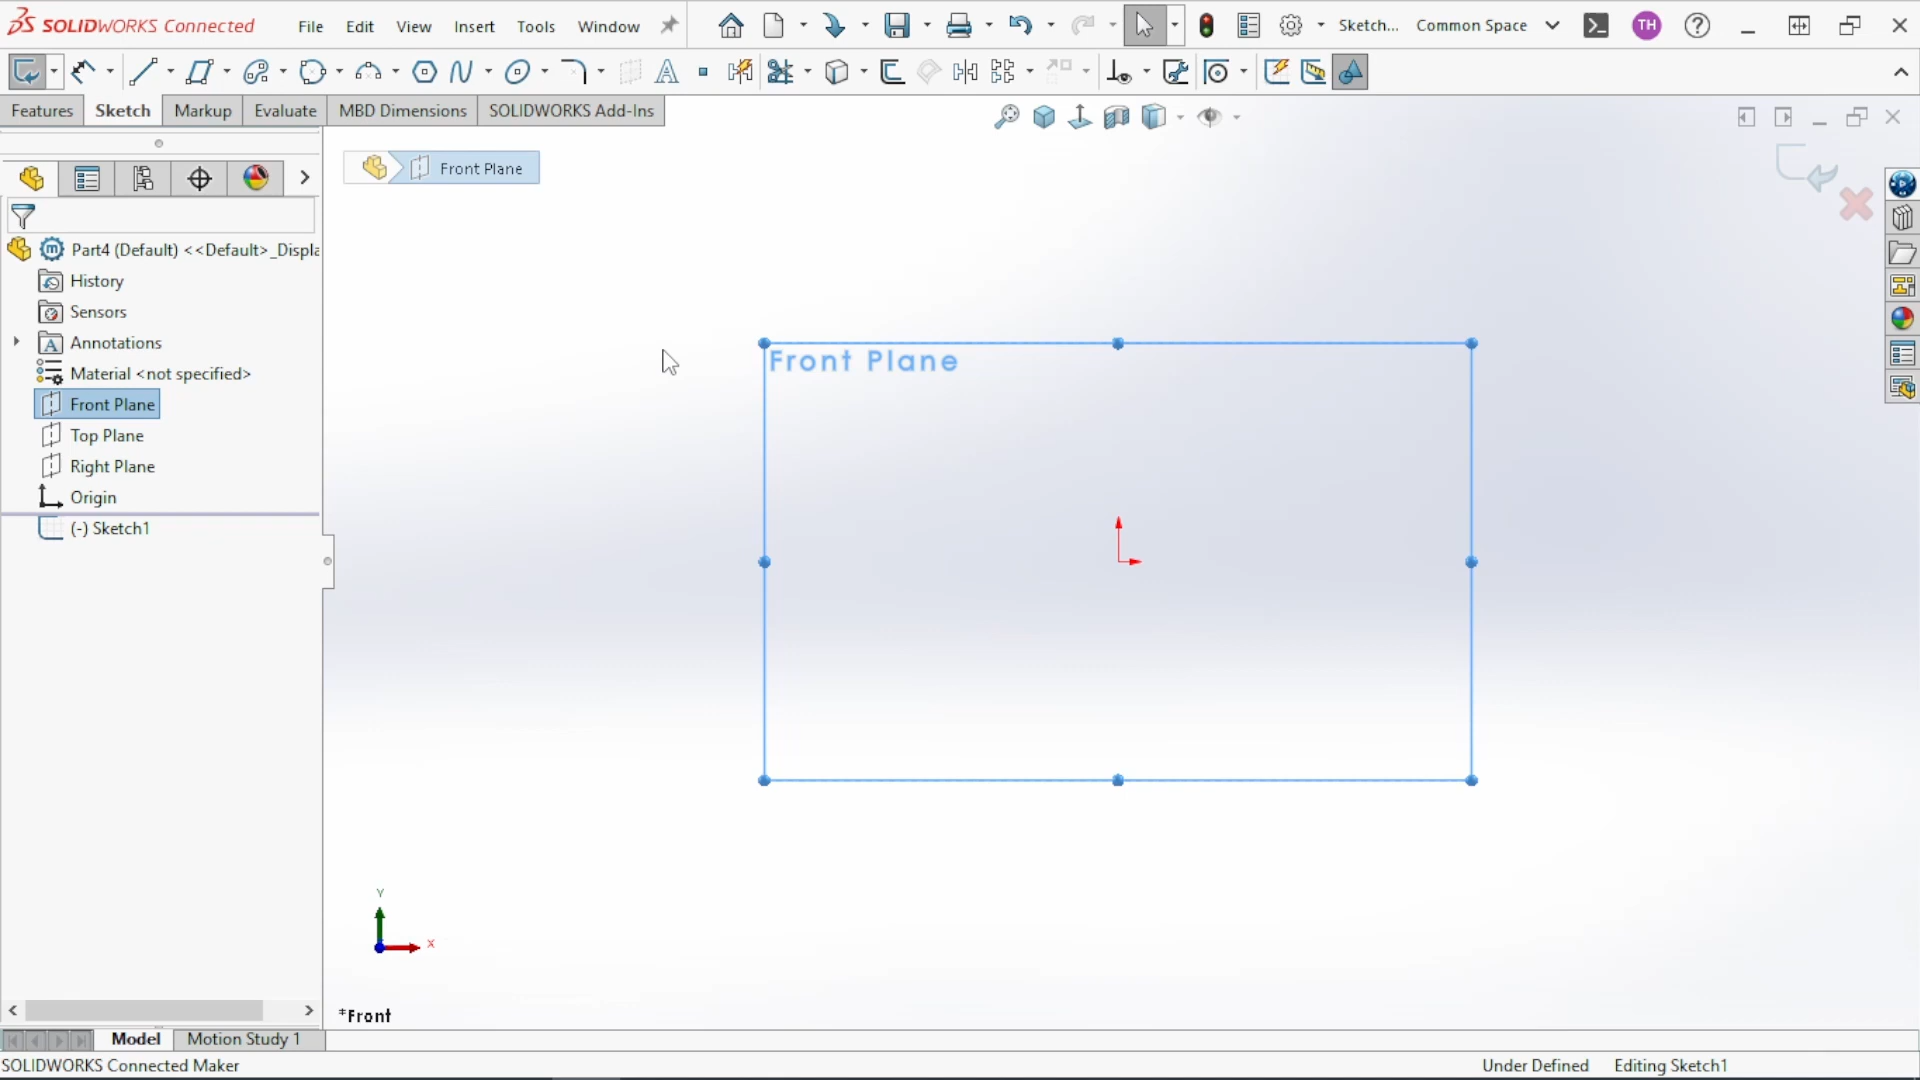 SOLIDWORKS Connected File Edit View Insert Tools Window Sketch... Common Space TH
Features Sketch Markup Evaluate MBD Dimensions SOLIDWORKS Add-Ins
Front Plane
Part4 (Default) <<Default>_Displa
History
Sensors
Annotations
Material <not specified>
Front Plane
Top Plane
Right Plane
Origin
(-) Sketch1
Front Plane
Y
X
*Front
Model Motion Study 1
SOLIDWORKS Connected Maker Under Defined Editing Sketch1